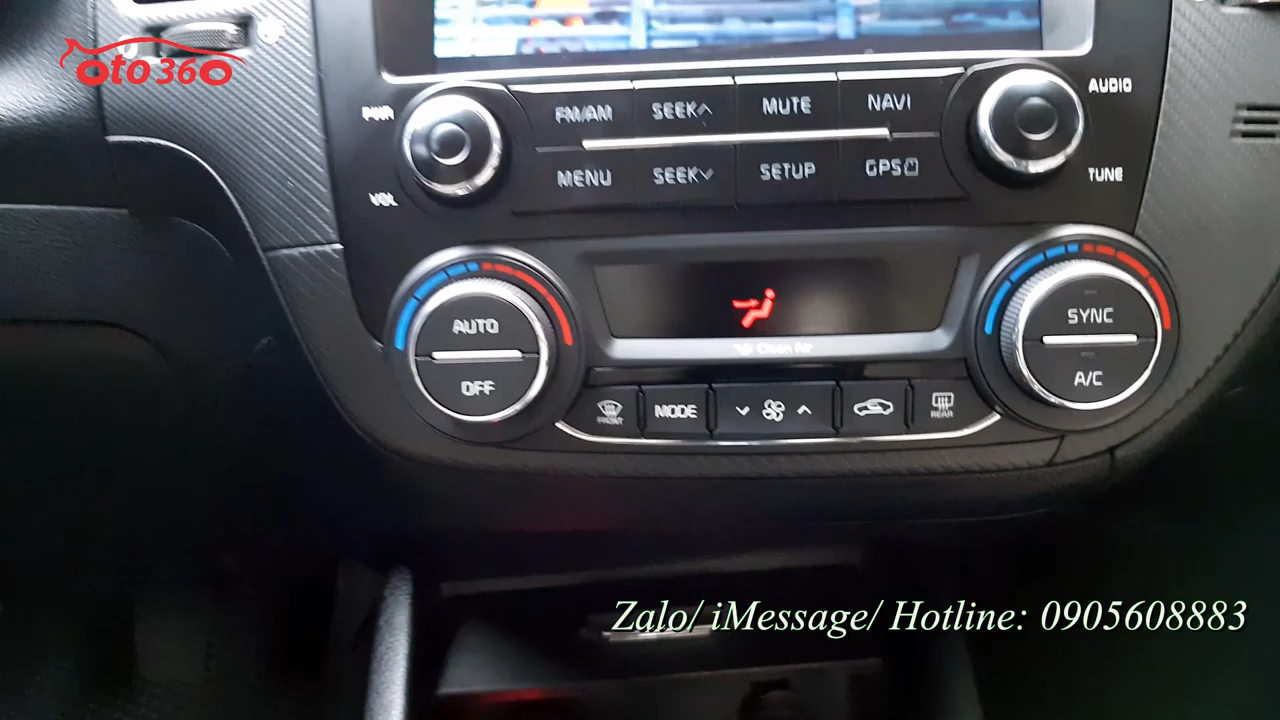 oto360
PWR
AUDIO
FM/AM SEEK MUTE NAVI
MENU SEEK SETUP GPS
VOL
TUNE
AUTO
OFF
SYNC
A/C
Clean Air
FRONT
MODE
REAR
Zalo/ iMessage/ Hotline: 0905608883